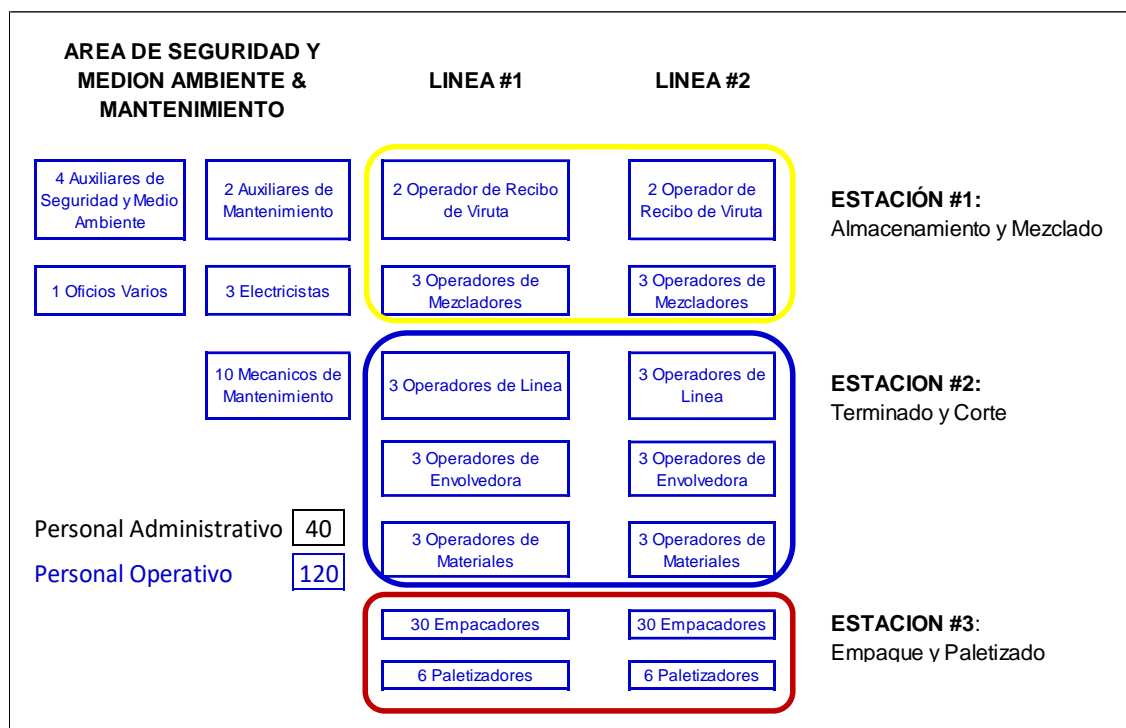 AREA DE SEGURIDAD Y
MEDION AMBIENTE &
MANTENIMIENTO
LINEA #1
LINEA #2
4 Auxiliares de
Seguridad y Medio
Ambiente
2 Auxiliares de
Mantenimiento
2 Operador de Recibo
de Viruta
2 Operador de
Recibo de Viruta
ESTACIÓN #1:
Almacenamiento y Mezclado
1 Oficios Varios
3 Electricistas
3 Operadores de
Mezcladores
3 Operadores de
Mezcladores
10 Mecanicos de
Mantenimiento
3 Operadores de Linea
3 Operadores de
Linea
ESTACION #2:
Terminado y Corte
3 Operadores de
Envolvedora
3 Operadores de
Envolvedora
Personal Administrativo 40
3 Operadores de
Materiales
3 Operadores de
Materiales
Personal Operativo 120
30 Empacadores
30 Empacadores
ESTACION #3:
Empaque y Paletizado
6 Paletizadores
6 Paletizadores